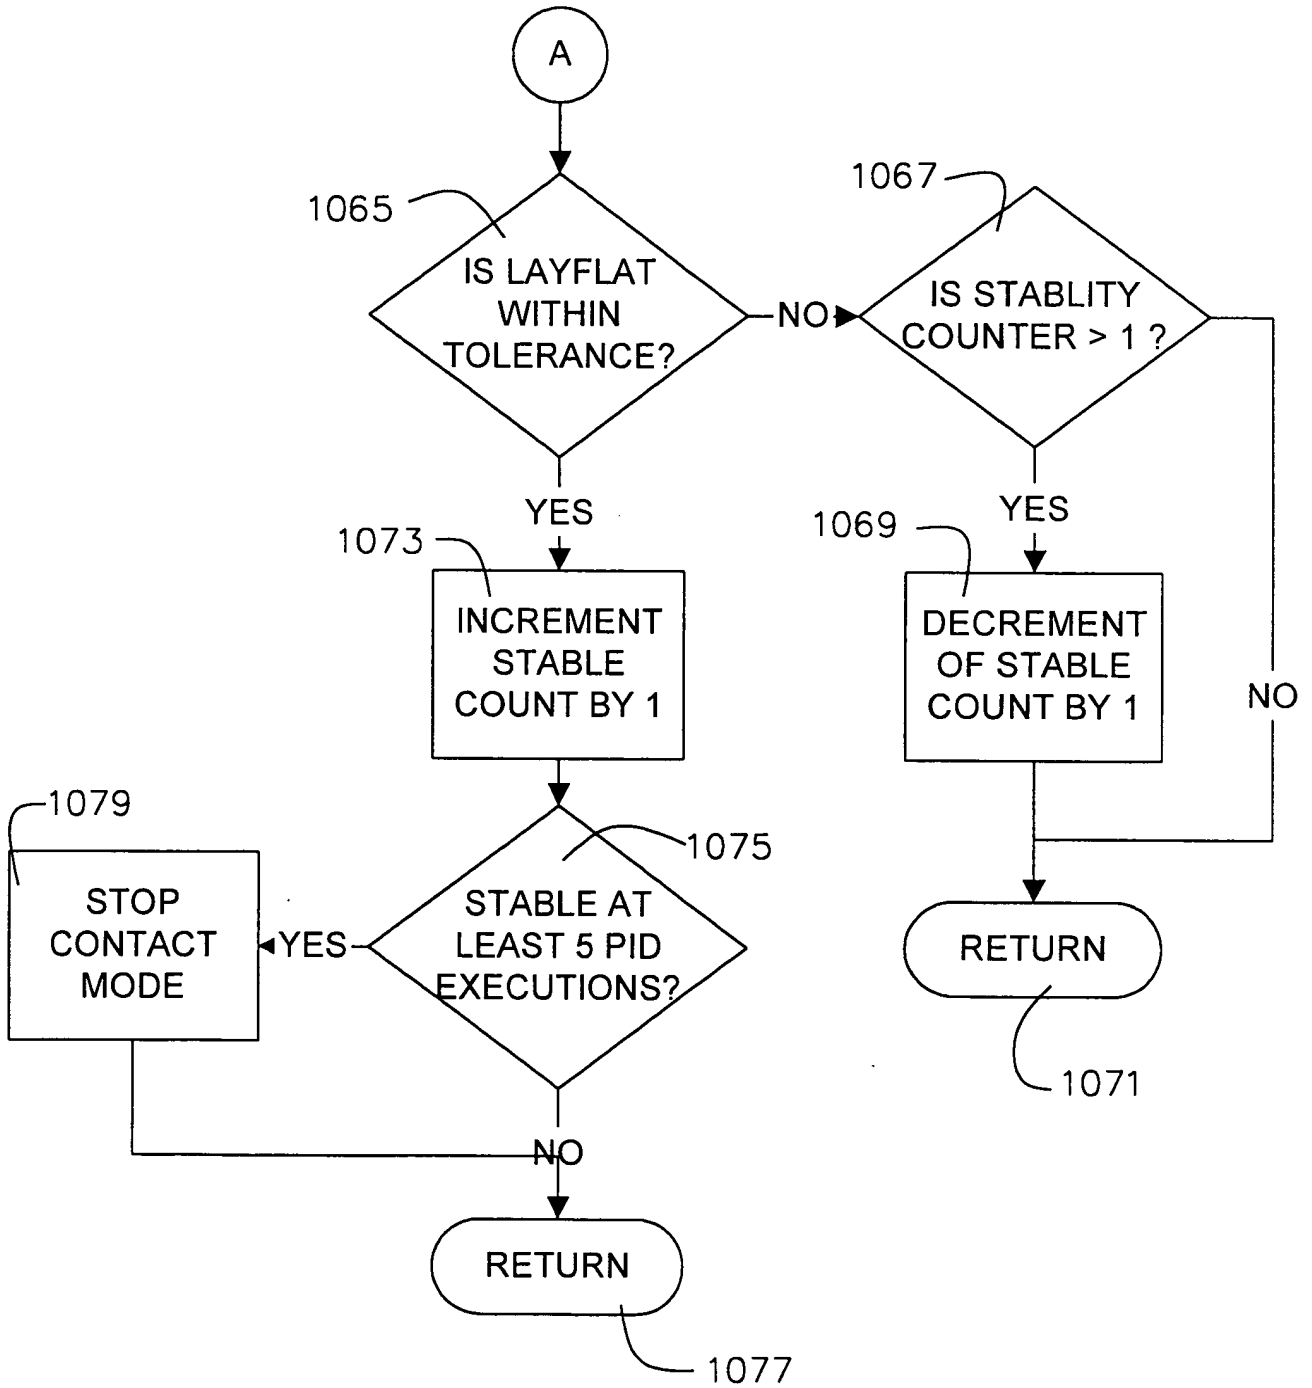 A
1065
IS LAYFLAT
WITHIN
TOLERANCE?
NO
1067
IS STABLITY
COUNTER > 1 ?
YES
1073
INCREMENT
STABLE
COUNT BY 1
YES
1069
DECREMENT
OF STABLE
COUNT BY 1
NO
1079
STOP
CONTACT
MODE
YES
1075
STABLE AT
LEAST 5 PID
EXECUTIONS?
RETURN
1071
NO
RETURN
1077